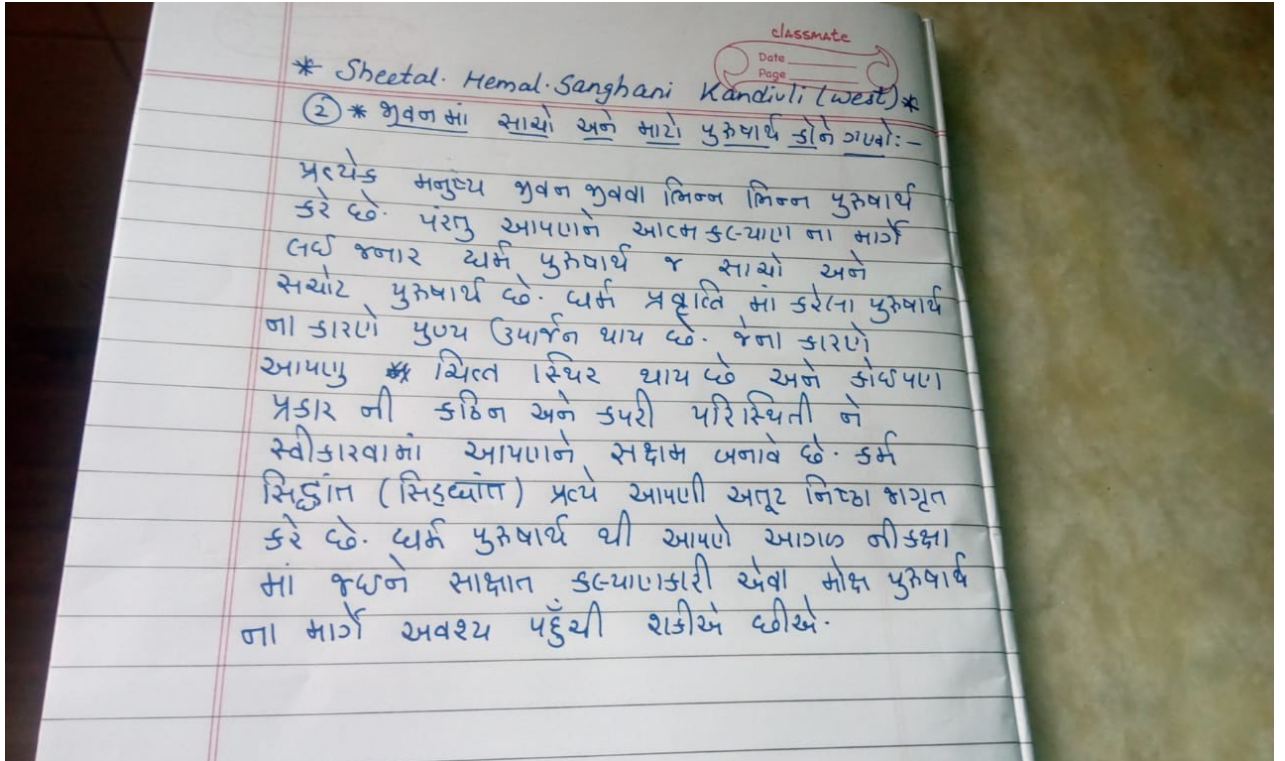 classmate
Date
Page
* Sheetal. Hemal. Sanghani Kandivli (west) *
② * જીવન માં સાચો અને માટો પુરુષાર્થ કોને ગણવો:-
પ્રત્યેક મનુષ્ય જીવન જીવવા ભિન્ન ભિન્ન પુરુષાર્થ
કરે છે. પરંતુ આપણને આત્મકલ્યાણ ના માર્ગે
લઈ જનાર ધર્મ પુરુષાર્થ જ સાચો અને
સચોટ પુરુષાર્થ છે. ધર્મ પ્રવૃત્તિ માં કરેલા પુરુષાર્થ
ના કારણે પુણ્ય ઉપાર્જન થાય છે. જેના કારણે
આપણુ ચિત્ત સ્થિર થાય છે અને કોઈપણ
પ્રકાર ની કઠિન અને કપરી પરિસ્થિતી ને
સ્વીકારવામાં આપણને સક્ષમ બનાવે છે. કર્મ
સિદ્ધાંત (સિદ્ધ્ધાંત) પ્રત્યે આપણી અતૂટ નિષ્ઠા જાગૃત
કરે છે. ધર્મ પુરુષાર્થ થી આપણે આગળ ની કક્ષા
માં જઈને સાક્ષાત કલ્યાણકારી એવા મોક્ષ પુરુષાર્થ
ના માર્ગે અવશ્ય પહુઁચી શકીએ છીએ.